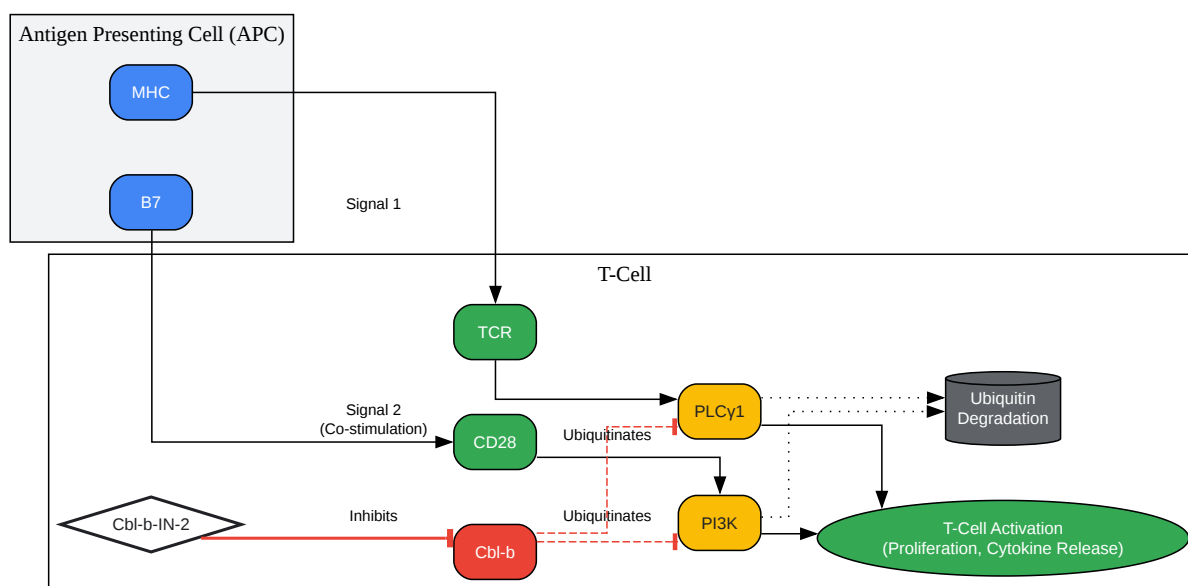 Antigen Presenting Cell (APC)
MHC
B7
Signal 1
T-Cell
TCR
PLCγ1
Ubiquitin
Degradation
Signal 2
(Co-stimulation)
CD28
Ubiquitinates
Cbl-b-IN-2
Inhibits
Cbl-b
Ubiquitinates
PI3K
T-Cell Activation
(Proliferation, Cytokine Release)